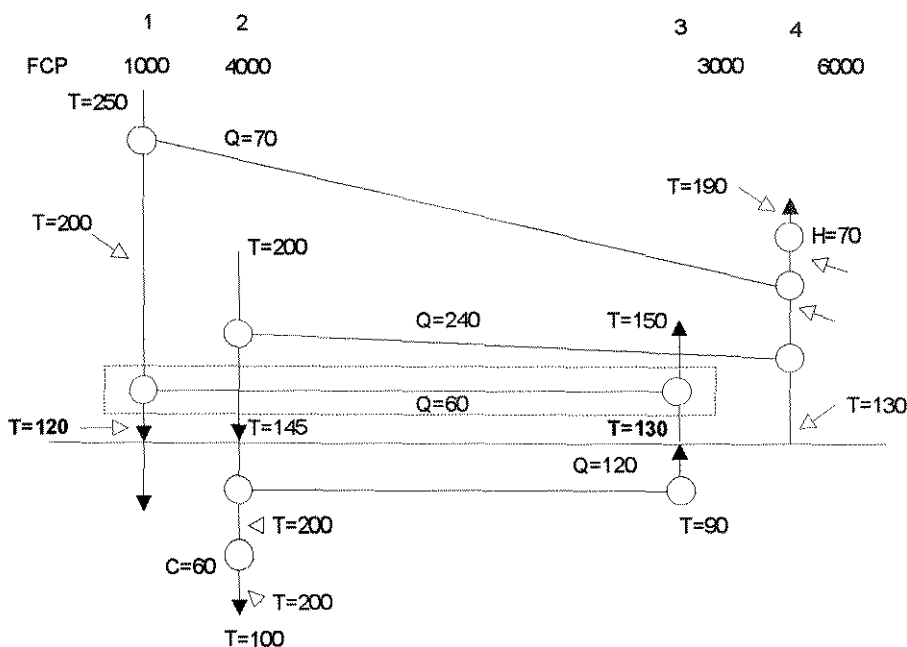 1 2 3 4
FCP 1000 4000 3000 6000
T=250
Q=70
T=190
T=200
T=200
H=70
Q=240
T=150
Q=60
T=130
T=120
T=145
T=130
Q=120
T=200
T=90
C=60
T=200
T=100